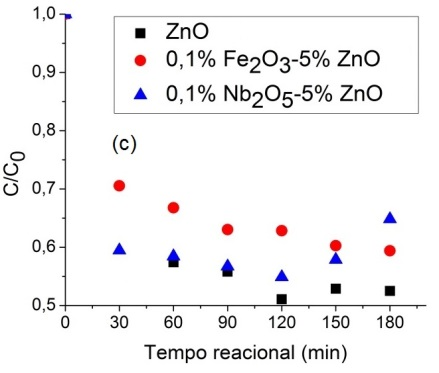 1,0
ZnO
0,1% Fe2O3-5% ZnO
0,1% Nb2O5-5% ZnO
0,9
0,8
(c)
0,7
0,6
0,5
C/C0
0 30 60 90 120 150 180
Tempo reacional (min)